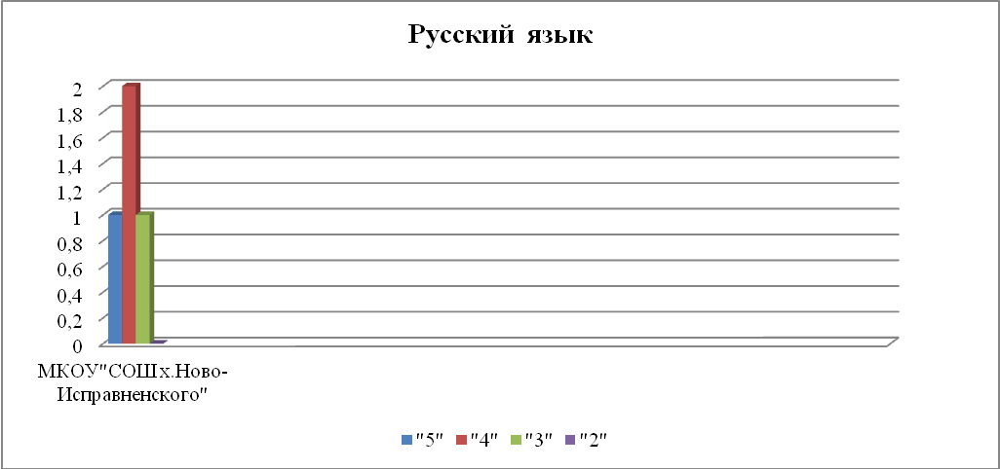 Русский язык
2
1,8
1,6
1,4
1,2
1
0,8
0,6
0,4
0,2
0
МКОУ"СОШ х.Ново-
Исправненского"
"5" "4" "3" "2"